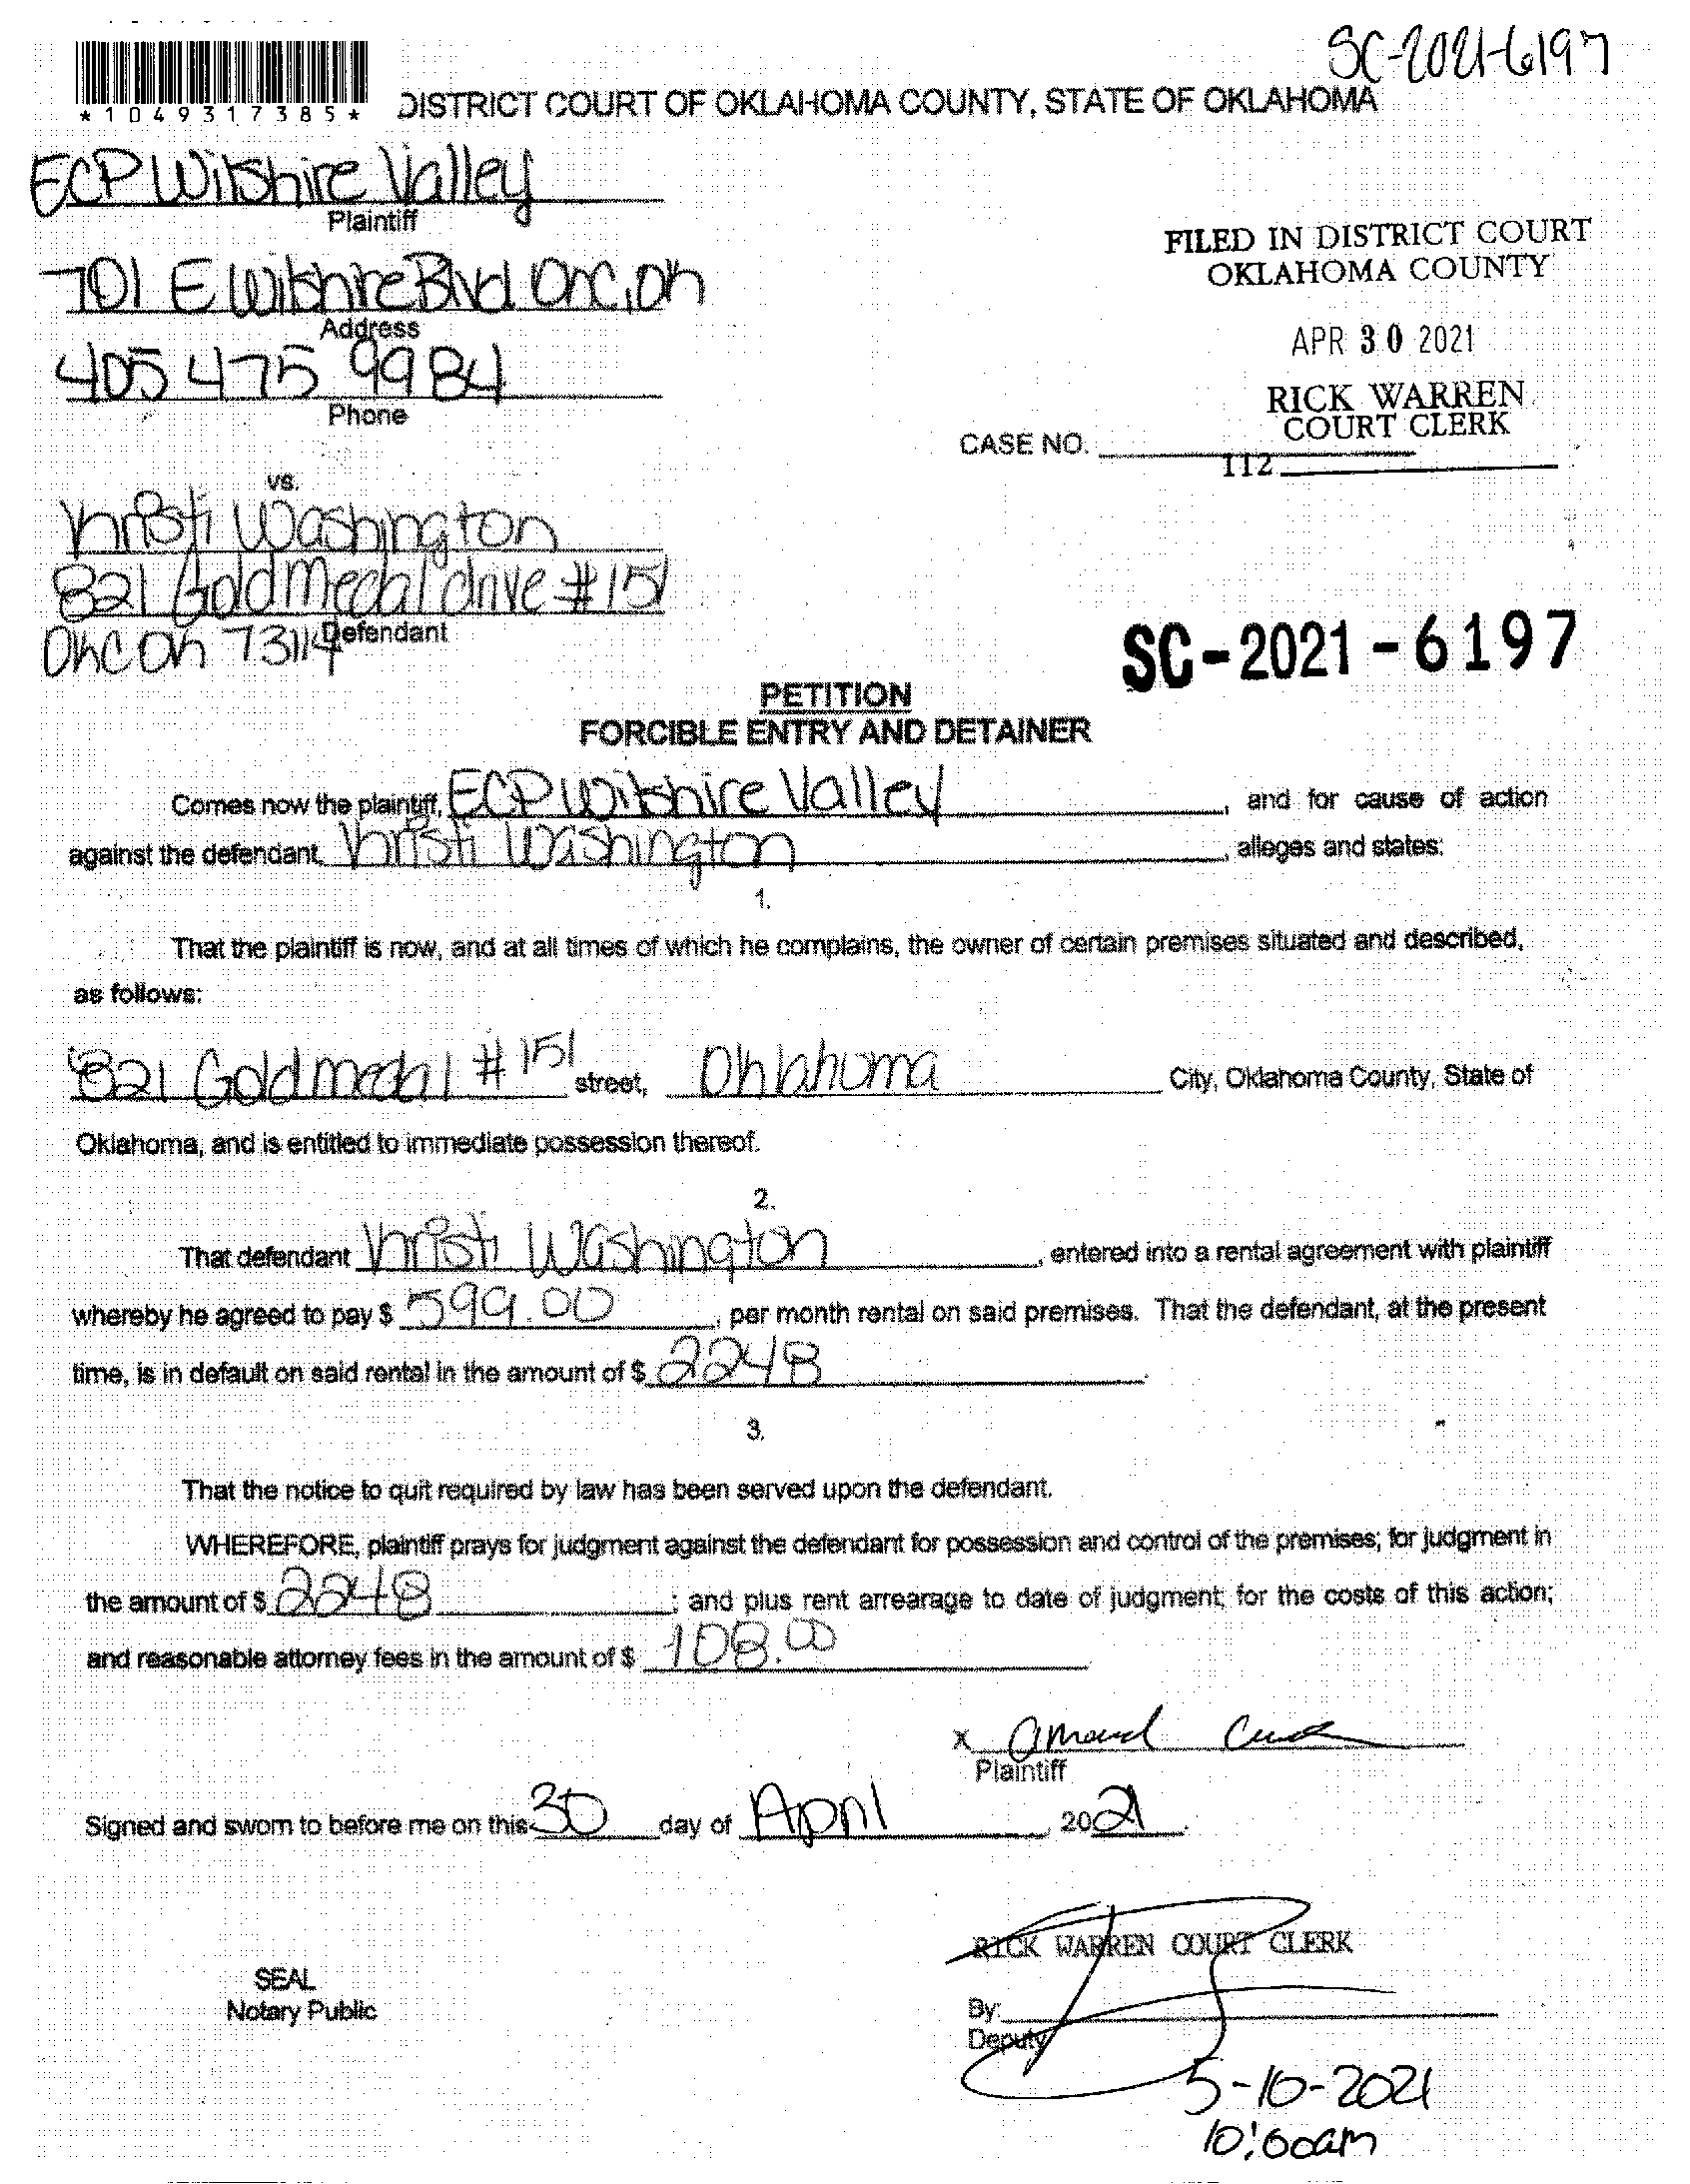 SC-2021-6197
*1049317385*
DISTRICT COURT OF OKLAHOMA COUNTY, STATE OF OKLAHOMA
ECP Wilshire Valley
Plaintiff
701 E Wilshire Blvd OKC, OK
Address
405 475 9984
Phone
FILED IN DISTRICT COURT
OKLAHOMA COUNTY
APR 30 2021
RICK WARREN
COURT CLERK
CASE NO.
112
vs.
Kristi Washington
821 Gold Medal drive #151
OKC OK 73114
Defendant
SC-2021-6197
PETITION
FORCIBLE ENTRY AND DETAINER
Comes now the plaintiff, ECP Wilshire Valley, and for cause of action
against the defendant, Kristi Washington, alleges and states:
1.
That the plaintiff is now, and at all times of which he complains, the owner of certain premises situated and described,
as follows:
821 Gold medal #151 street, Oklahoma City, Oklahoma County, State of
Oklahoma, and is entitled to immediate possession thereof.
2.
That defendant Kristi Washington, entered into a rental agreement with plaintiff
whereby he agreed to pay $ 599.00, per month rental on said premises. That the defendant, at the present
time, is in default on said rental in the amount of $ 2248.
3.
That the notice to quit required by law has been served upon the defendant.
WHEREFORE, plaintiff prays for judgment against the defendant for possession and control of the premises; for judgment in
the amount of $ 2248; and plus rent arrearage to date of judgment; for the costs of this action;
and reasonable attorney fees in the amount of $ 108.00
x
Plaintiff
Signed and sworn to before me on this 30 day of April, 2021.
RICK WARREN COURT CLERK
SEAL
Notary Public
By:
Deputy
5-10-2021
10:00am